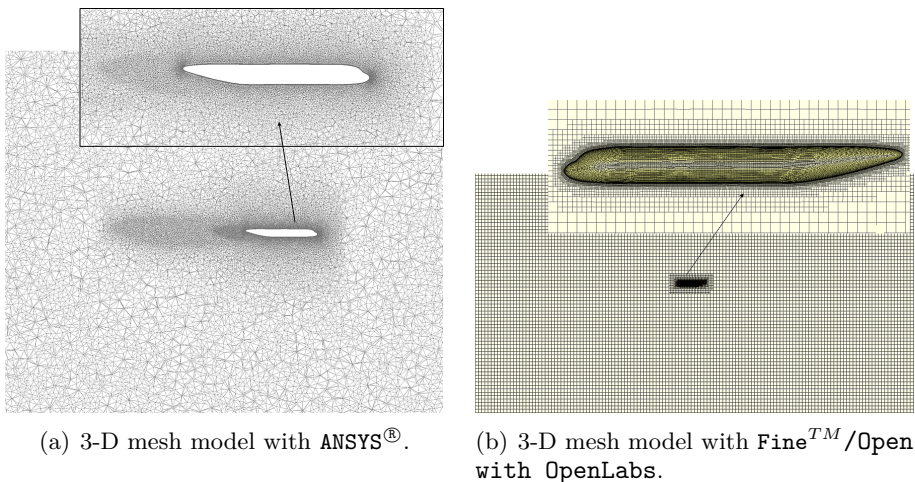 (a) 3-D mesh model with ANSYS®.
(b) 3-D mesh model with Fine^TM/Open
with OpenLabs.